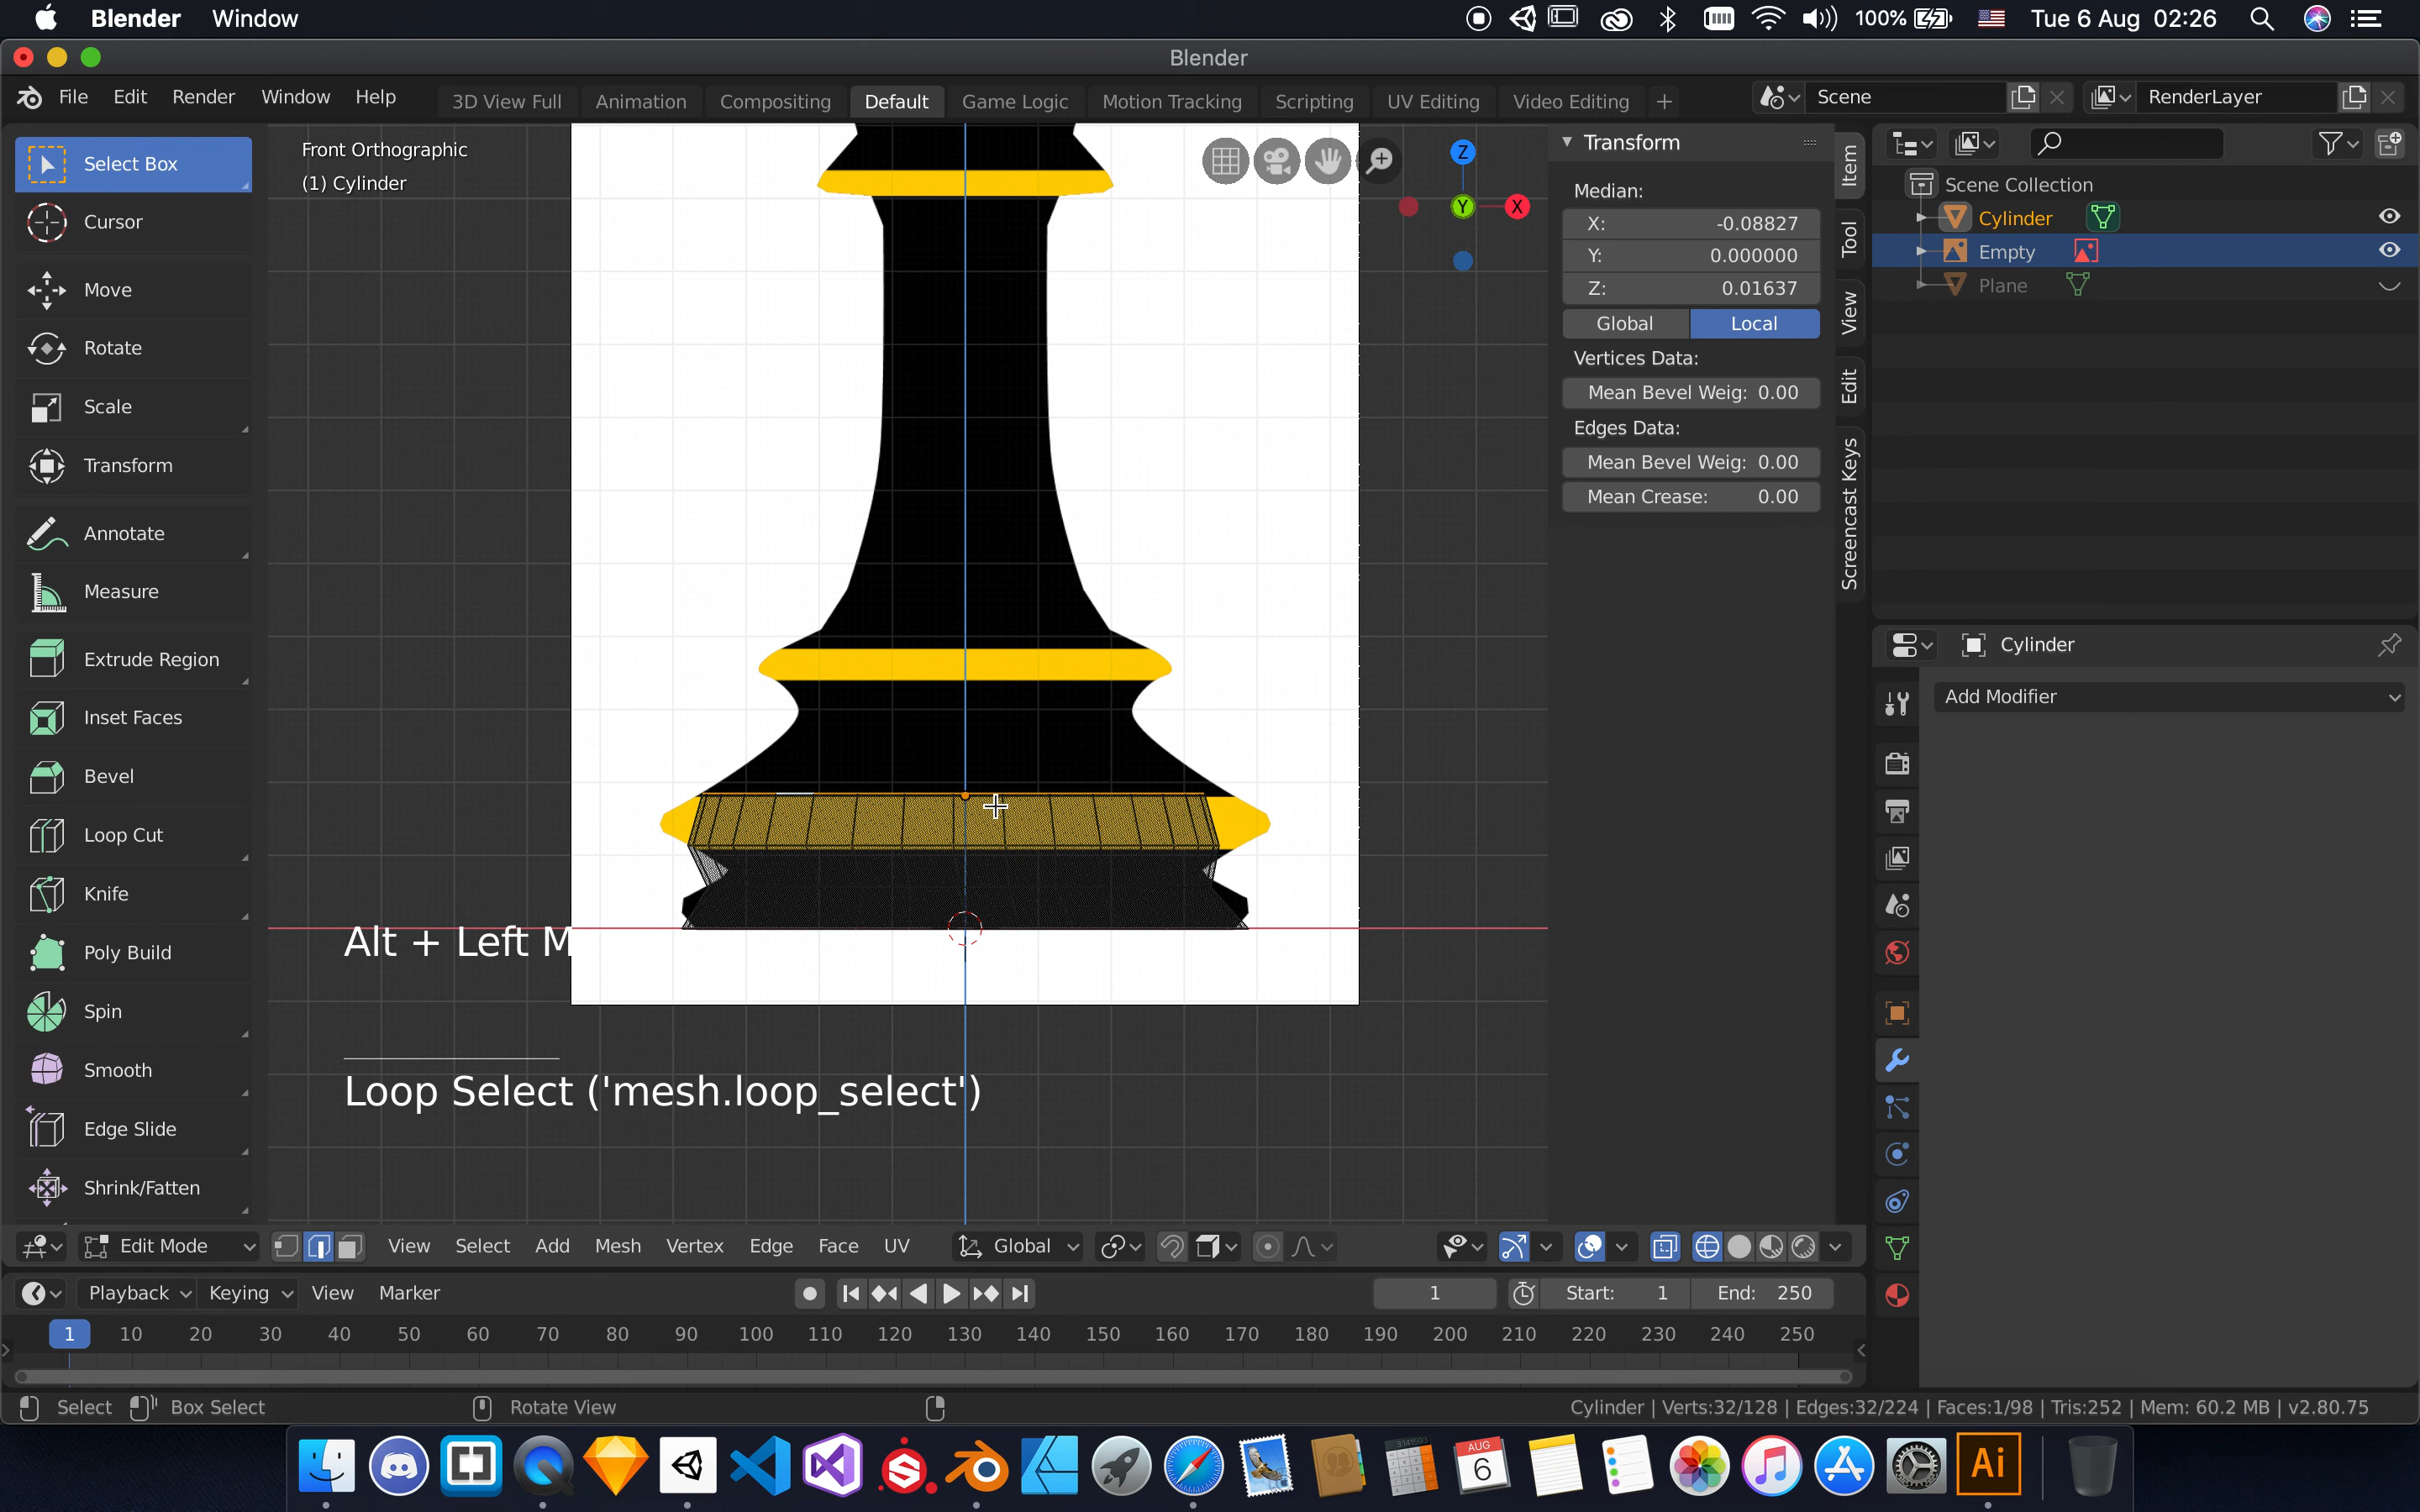 Blender Window 100% Tue 6 Aug 02:26
Blender
File Edit Render Window Help 3D View Full Animation Compositing Default Game Logic Motion Tracking Scripting UV Editing Video Editing + Scene RenderLayer
Select Box
Cursor
Move
Rotate
Scale
Transform
Annotate
Measure
Extrude Region
Inset Faces
Bevel
Loop Cut
Knife
Poly Build
Spin
Smooth
Edge Slide
Shrink/Fatten
Front Orthographic
(1) Cylinder
Z
Y
X
Alt + Left M
Loop Select ('mesh.loop_select')
Transform
Median:
X: -0.08827
Y: 0.000000
Z: 0.01637
Global Local
Vertices Data:
Mean Bevel Weig: 0.00
Edges Data:
Mean Bevel Weig: 0.00
Mean Crease: 0.00
Item
Tool
View
Edit
Screencast Keys
Scene Collection
Cylinder
Empty
Plane
Cylinder
Add Modifier
Edit Mode View Select Add Mesh Vertex Edge Face UV Global
Playback Keying View Marker 1 Start: 1 End: 250
1 10 20 30 40 50 60 70 80 90 100 110 120 130 140 150 160 170 180 190 200 210 220 230 240 250
Select Box Select Rotate View Cylinder | Verts:32/128 | Edges:32/224 | Faces:1/98 | Tris:252 | Mem: 60.2 MB | v2.80.75
AUG
6
Ai